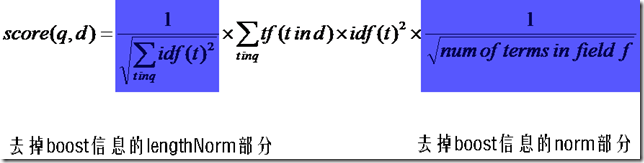 score(q,d) = 1 / √(∑ t in q idf(t)²) × ∑ t in q tf(t in d) × idf(t)² × 1 / √(num of terms in field f)
去掉boost信息的lengthNorm部分 去掉boost信息的norm部分